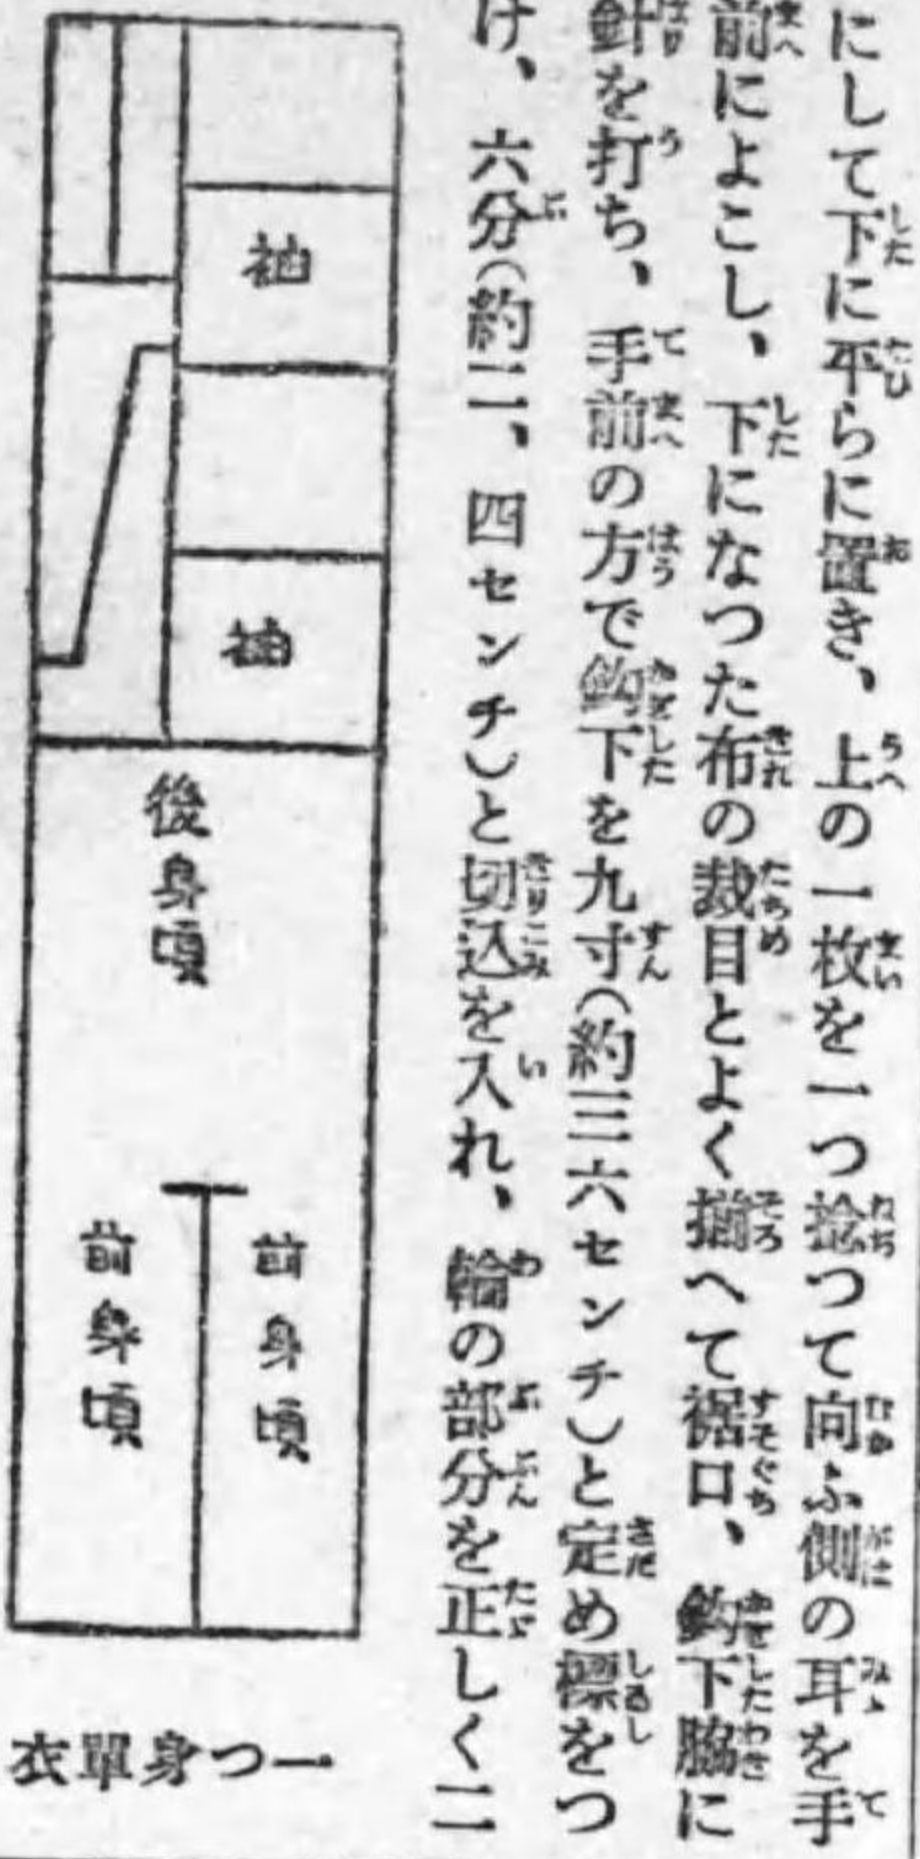 にして下に平らに置き、上の一枚を一つ捻つて向ふ側の耳を手
前によこし、下になつた布の裁目とよく揃へて裾口、鈎下脇に
針を打ち、手前の方で鈎下を九寸(約三六センチ)と定め標をつ
け、六分(約二、四センチ)と切込を入れ、輪の部分を正しく二
袖
袖
後身頃
前身頃
前身頃
衣單身つ一